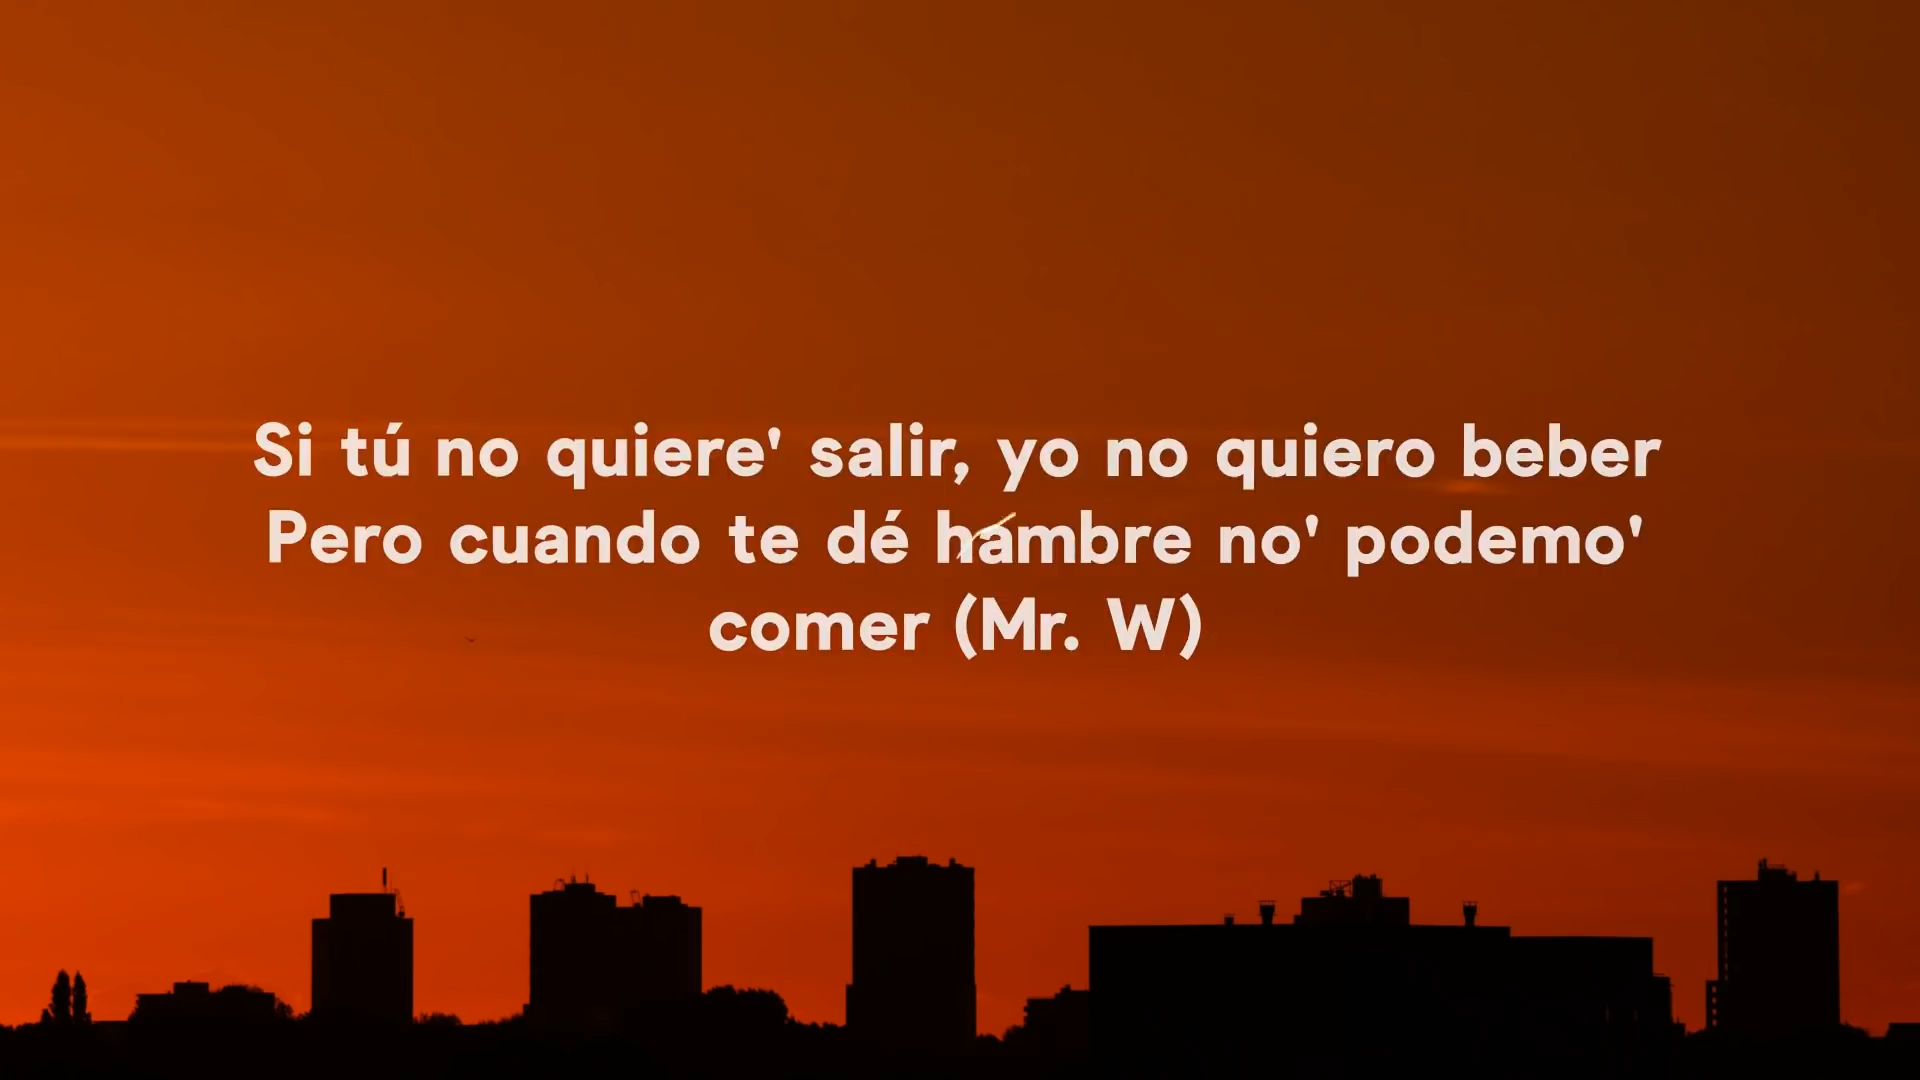 Si tú no quiere' salir, yo no quiero beber
Pero cuando te dé hambre no' podemo'
comer (Mr. W)